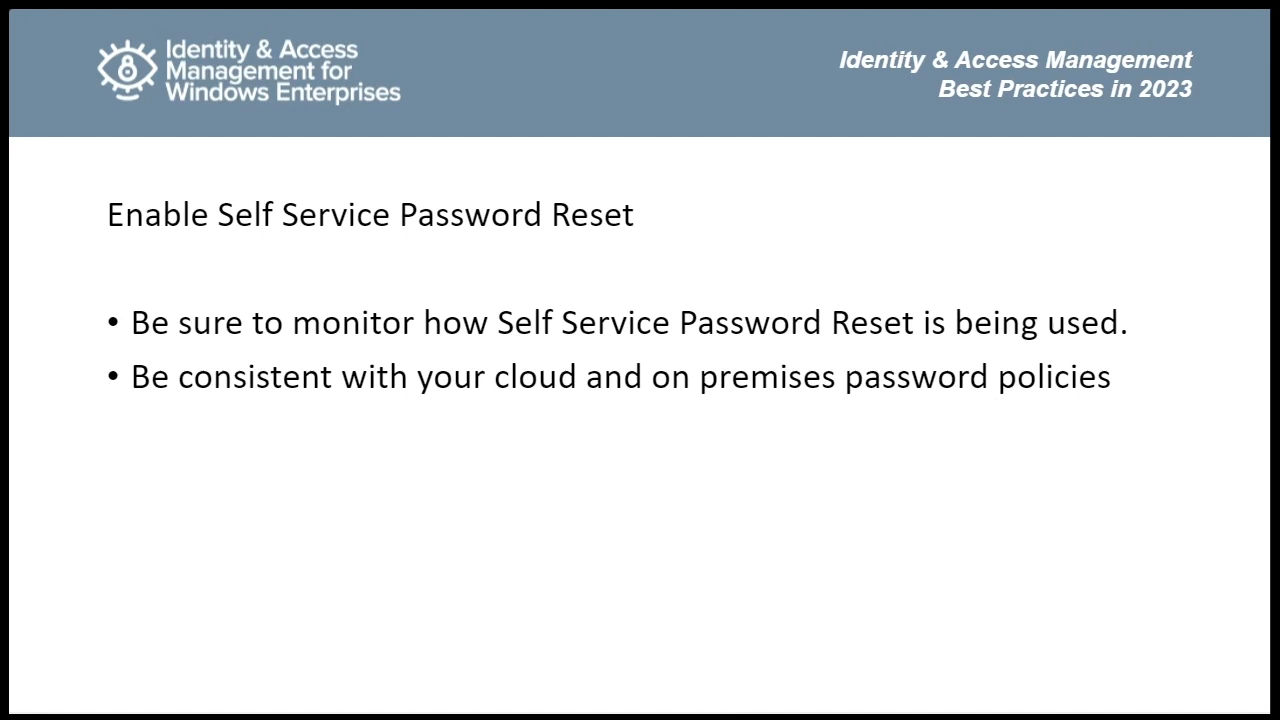 Identity & Access
Management for
Windows Enterprises
Identity & Access Management
Best Practices in 2023
Enable Self Service Password Reset
• Be sure to monitor how Self Service Password Reset is being used.
• Be consistent with your cloud and on premises password policies